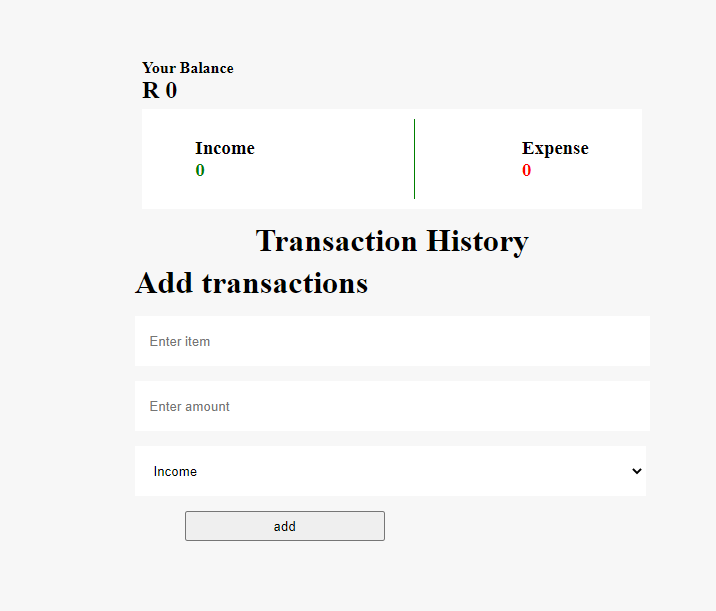 Your Balance
R 0
Income
Expense
0
0
Transaction History
Add transactions
Enter item
Enter amount
Income
add